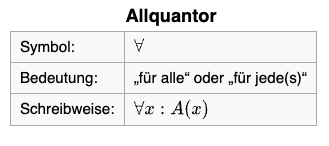 Allquantor
Symbol: ∀
Bedeutung: „für alle“ oder „für jede(s)“
Schreibweise: ∀x : A(x)